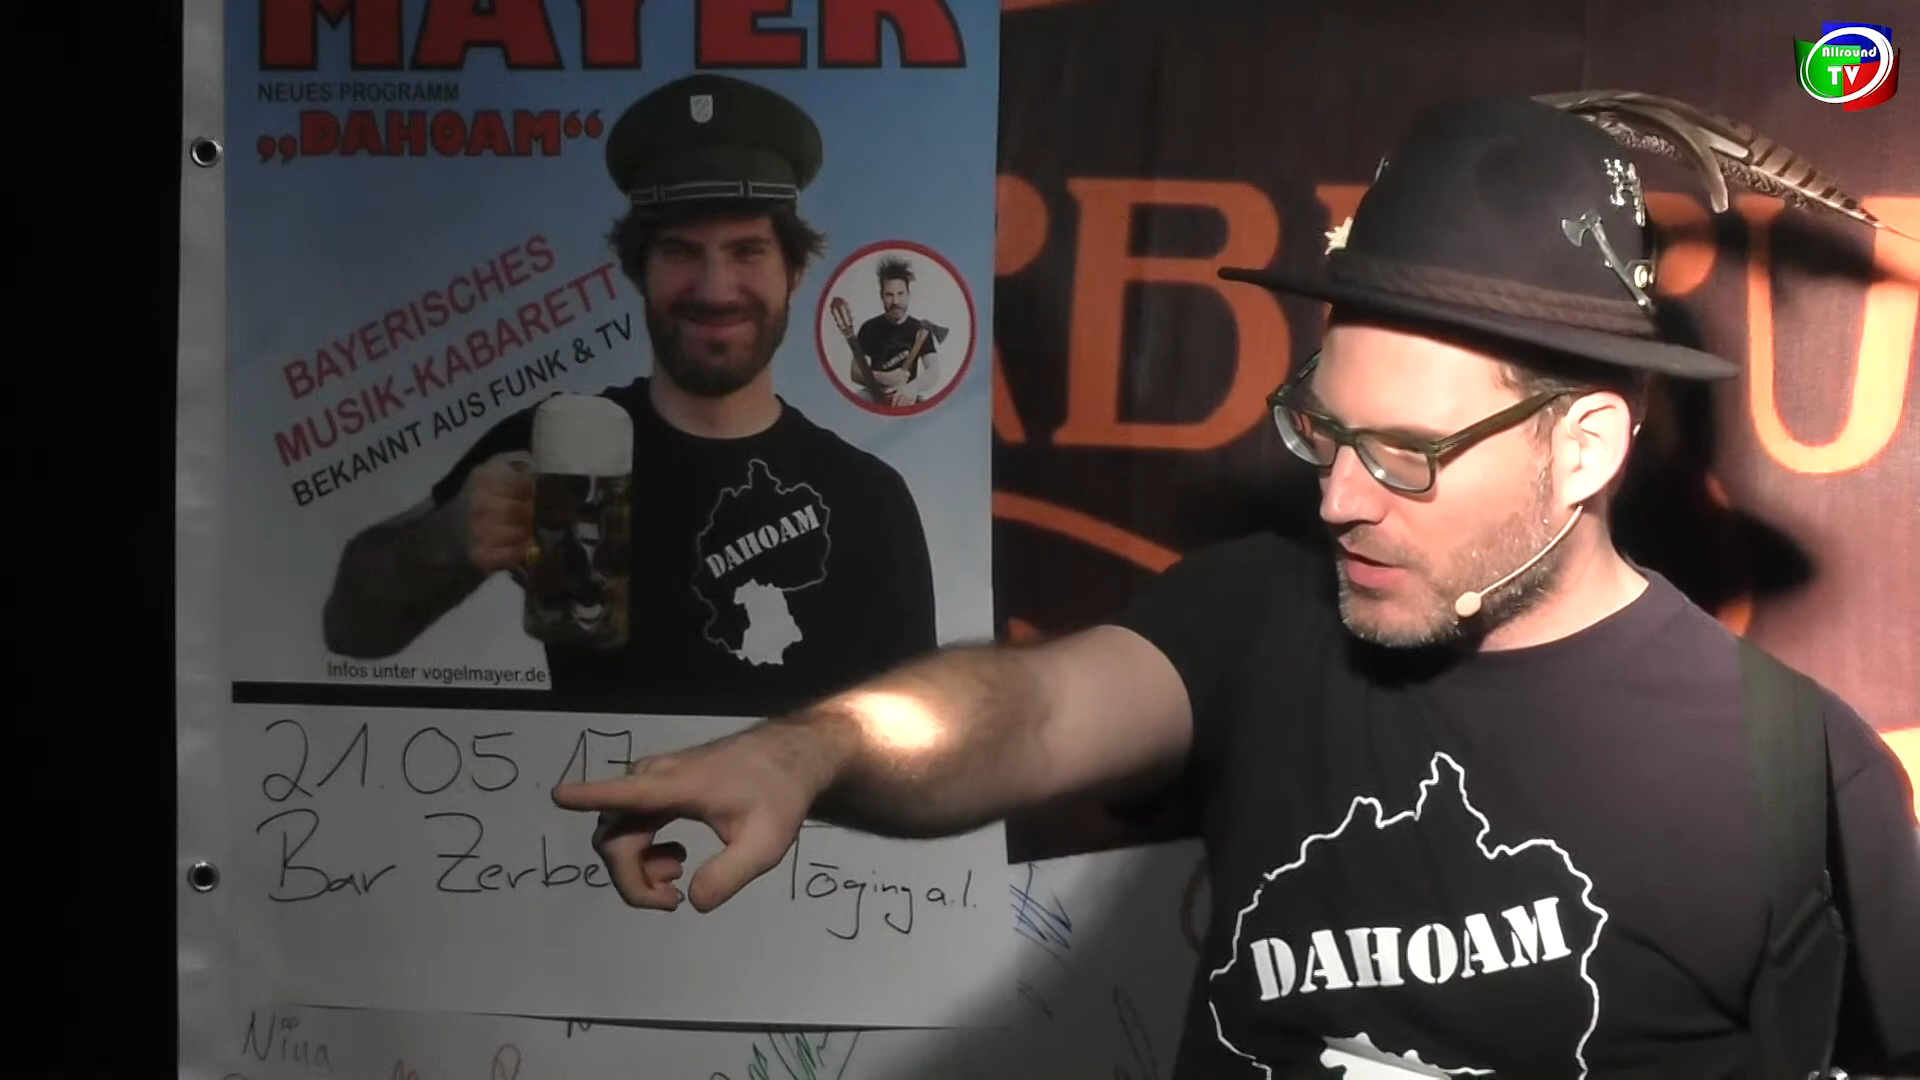 MAYER
NEUES PROGRAMM
„DAHOAM“
BAYERISCHES
MUSIK-KABARETT
BEKANNT AUS FUNK & TV
DAHOAM
Infos unter vogelmayer.de
21.05.17
Bar Zerbe
Töging a.I.
Nina
DAHOAM
Allround
TV